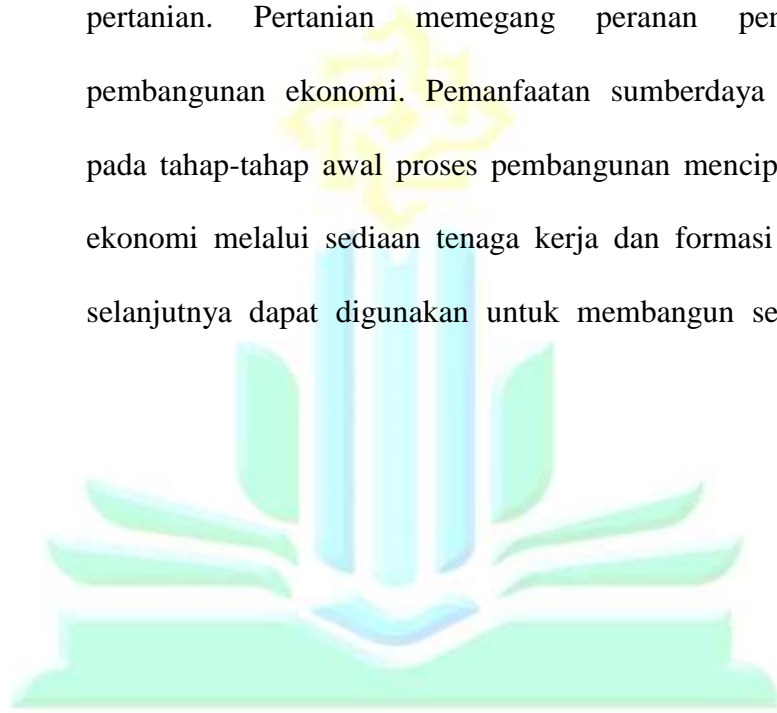 pertanian. Pertanian memegang peranan
pembangunan ekonomi. Pemanfaatan sumberdaya
pada tahap-tahap awal proses pembangunan
ekonomi melalui sediaan tenaga kerja dan formasi
selanjutnya dapat digunakan untuk membangun